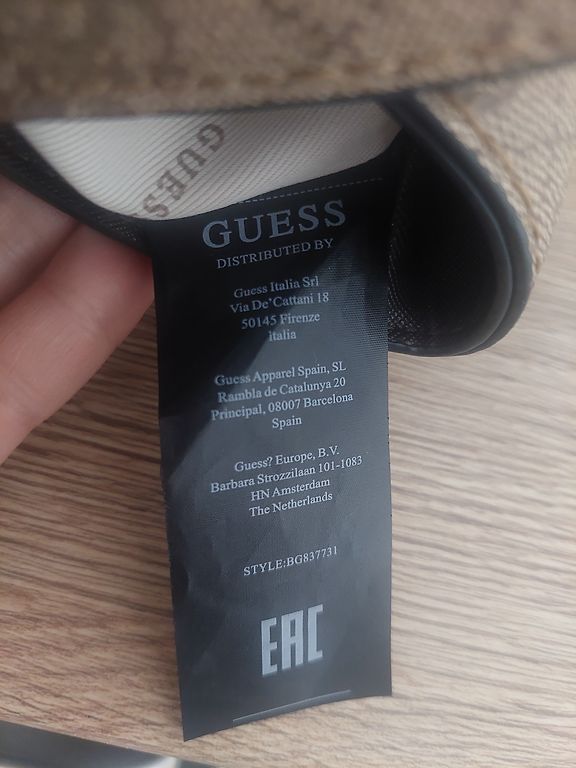 GUESS
GUESS
DISTRIBUTED BY
Guess Italia Srl
Via De'Cattani 18
50145 Firenze
italia
Guess Apparel Spain, SL
Rambla de Catalunya 20
Principal, 08007 Barcelona
Spain
Guess? Europe, B.V.
Barbara Strozzilaan 101-1083
HN Amsterdam
The Netherlands
STYLE:BG837731
EAC